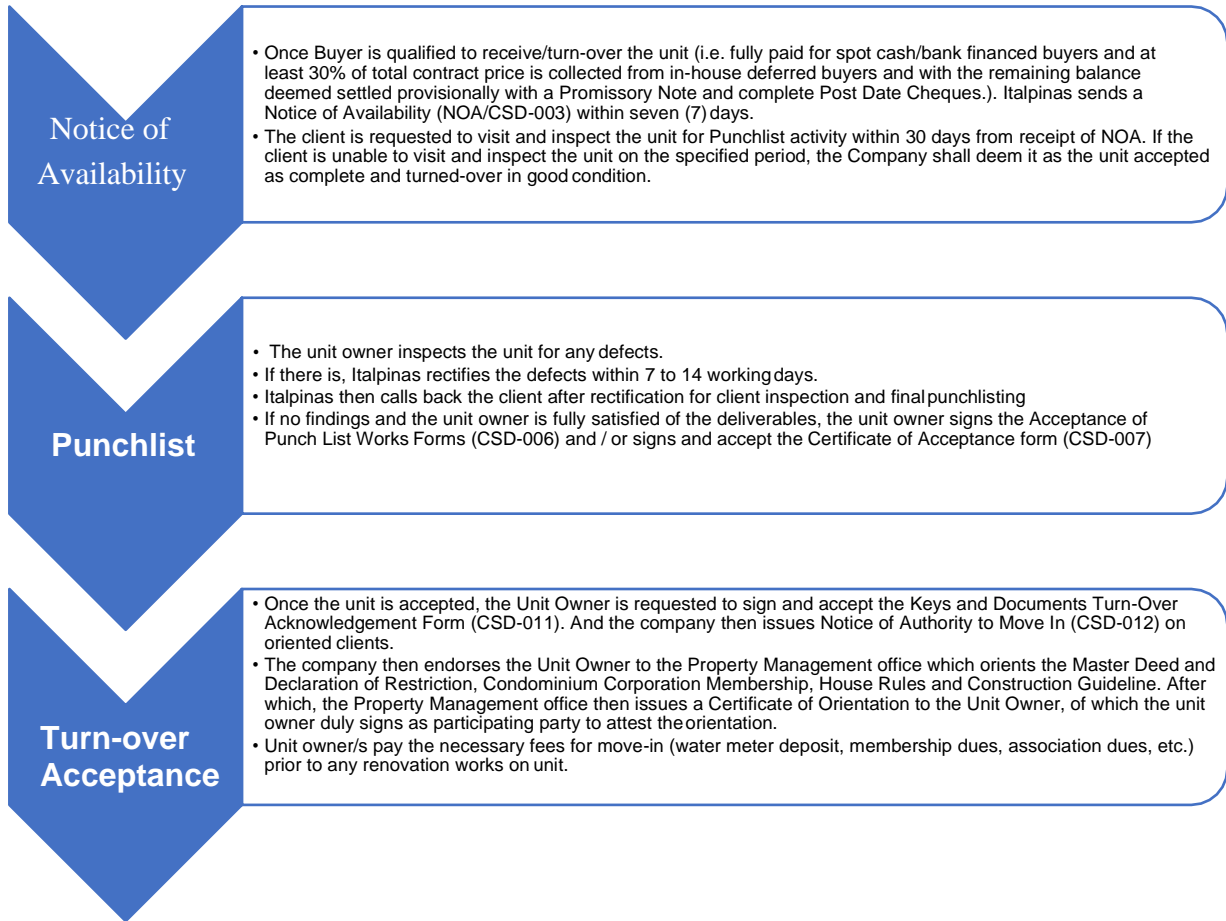 Notice of
Availability
• Once Buyer is qualified to receive/turn-over the unit (i.e. fully paid for spot cash/bank financed buyers and at
least 30% of total contract price is collected from in-house deferred buyers and with the remaining balance
deemed settled provisionally with a Promissory Note and complete Post Date Cheques.). Italpinas sends a
Notice of Availability (NOA/CSD-003) within seven (7) days.
• The client is requested to visit and inspect the unit for Punchlist activity within 30 days from receipt of NOA. If the
client is unable to visit and inspect the unit on the specified period, the Company shall deem it as the unit accepted
as complete and turned-over in good condition.
Punchlist
• The unit owner inspects the unit for any defects.
• If there is, Italpinas rectifies the defects within 7 to 14 working days.
• Italpinas then calls back the client after rectification for client inspection and final punchlisting
• If no findings and the unit owner is fully satisfied of the deliverables, the unit owner signs the Acceptance of
Punch List Works Forms (CSD-006) and / or signs and accept the Certificate of Acceptance form (CSD-007)
Turn-over
Acceptance
• Once the unit is accepted, the Unit Owner is requested to sign and accept the Keys and Documents Turn-Over
Acknowledgement Form (CSD-011). And the company then issues Notice of Authority to Move In (CSD-012) on
oriented clients.
• The company then endorses the Unit Owner to the Property Management office which orients the Master Deed and
Declaration of Restriction, Condominium Corporation Membership, House Rules and Construction Guideline. After
which, the Property Management office then issues a Certificate of Orientation to the Unit Owner, of which the unit
owner duly signs as participating party to attest the orientation.
• Unit owner/s pay the necessary fees for move-in (water meter deposit, membership dues, association dues, etc.)
prior to any renovation works on unit.